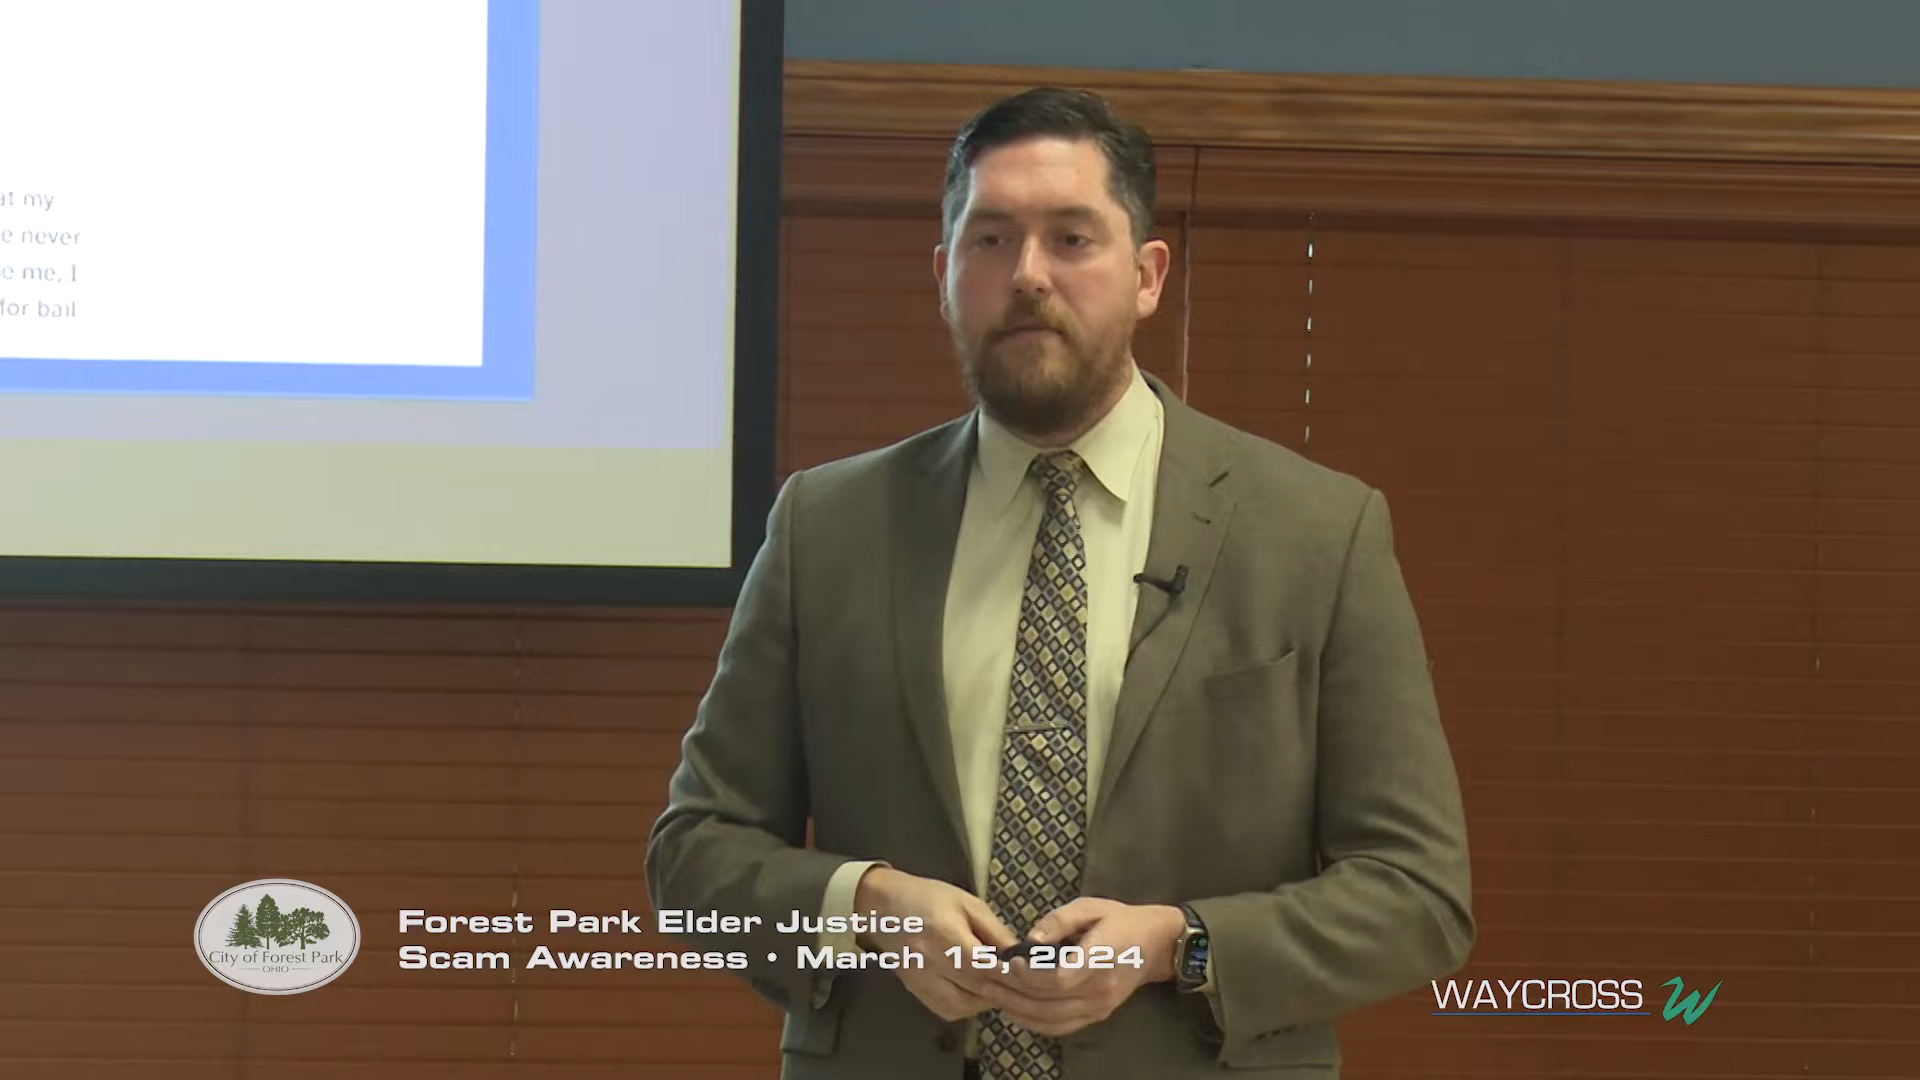 at my
e never
e me, I
for bail
Forest Park Elder Justice
Scam Awareness • March 15, 2024
City of Forest Park
OHIO
WAYCROSS